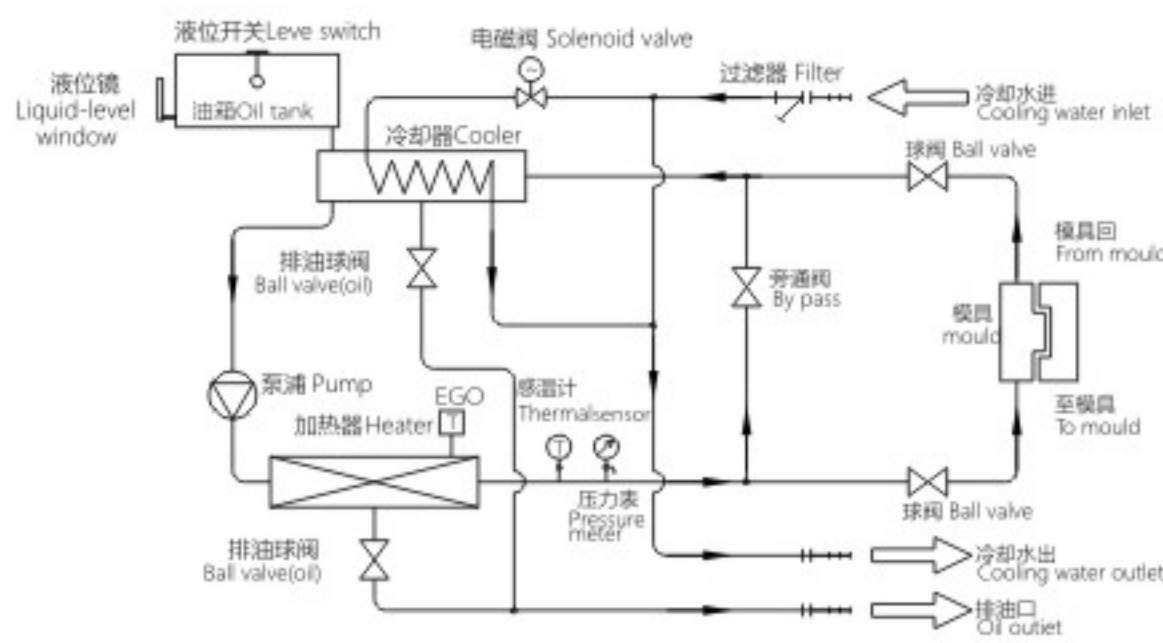 液位开关Leve switch
电磁阀 Solenoid valve
过滤器 Filter
液位镜
Liquid-level
window
油箱Oil tank
冷却水进
Cooling water inlet
冷却器Cooler
球阀 Ball valve
排油球阀
Ball valve(oil)
旁通阀
By pass
模具回
From mould
模具
mould
泵浦 Pump
EGO
感温计
Thermalsensor
加热器Heater
T
T
至模具
To mould
压力表
Pressure
meter
球阀 Ball valve
排油球阀
Ball valve(oil)
冷却水出
Cooling water outlet
排油口
Oil outiet